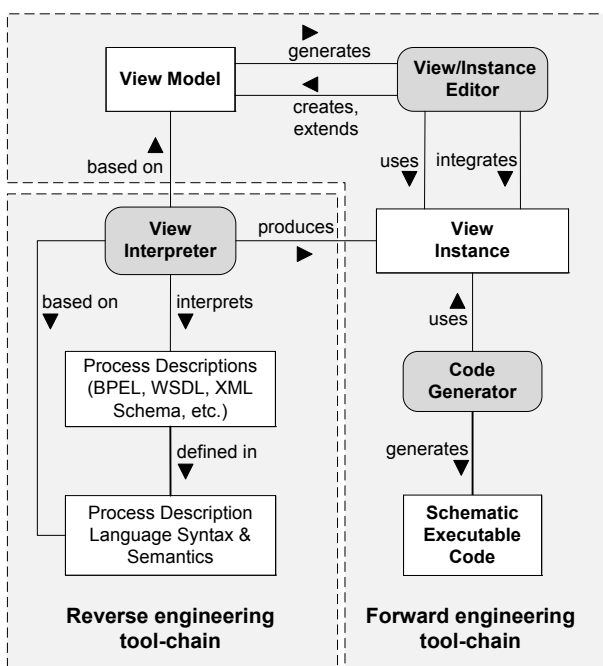 generates
View Model
View/Instance
Editor
creates,
extends
based on
uses
integrates
View
Interpreter
produces
View
Instance
based on
interprets
uses
Process Descriptions
(BPEL, WSDL, XML
Schema, etc.)
Code
Generator
defined in
generates
Process Description
Language Syntax &
Semantics
Schematic
Executable
Code
Reverse engineering
tool-chain
Forward engineering
tool-chain